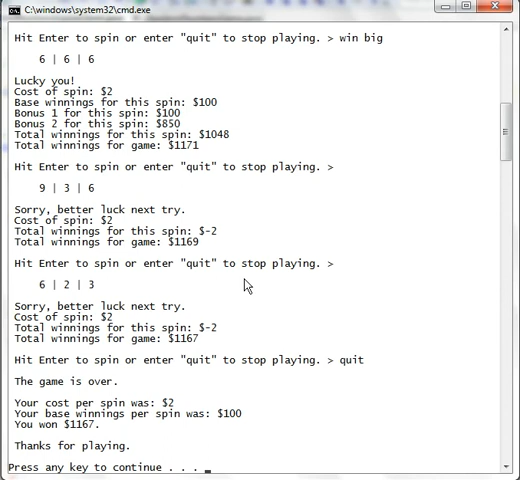 C:\windows\system32\cmd.exe
Hit Enter to spin or enter "quit" to stop playing. > win big
6 | 6 | 6
Lucky you!
Cost of spin: $2
Base winnings for this spin: $100
Bonus 1 for this spin: $100
Bonus 2 for this spin: $850
Total winnings for this spin: $1048
Total winnings for game: $1171
Hit Enter to spin or enter "quit" to stop playing. >
9 | 3 | 6
Sorry, better luck next try.
Cost of spin: $2
Total winnings for this spin: $-2
Total winnings for game: $1169
Hit Enter to spin or enter "quit" to stop playing. >
6 | 2 | 3
Sorry, better luck next try.
Cost of spin: $2
Total winnings for this spin: $-2
Total winnings for game: $1167
Hit Enter to spin or enter "quit" to stop playing. > quit
The game is over.
Your cost per spin was: $2
Your base winnings per spin was: $100
You won $1167.
Thanks for playing.
Press any key to continue . . . _